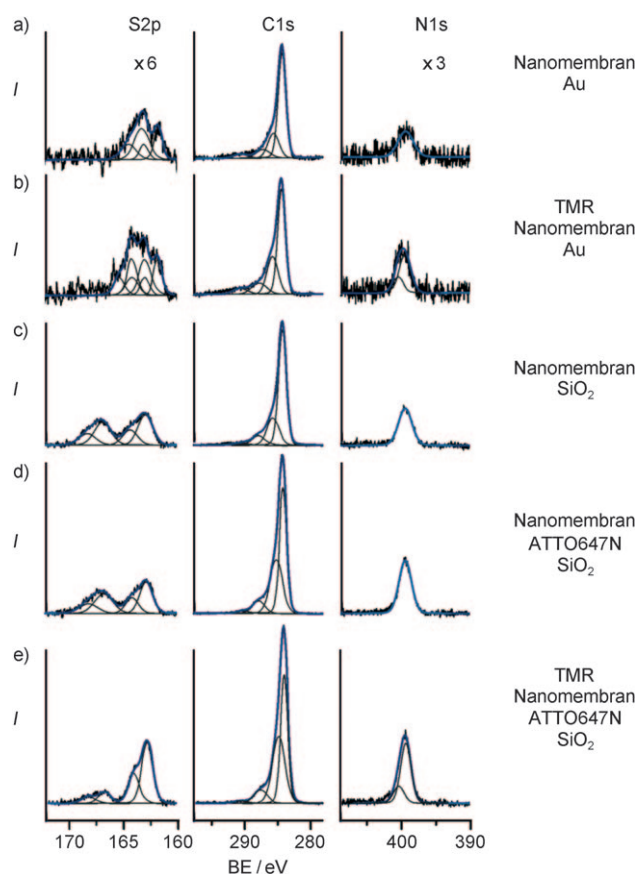 S2p C1s N1s
a) x 6 x 3 Nanomembran
I Au
b) TMR
I Nanomembran
Au
c) Nanomembran
I SiO2
d) Nanomembran
I ATTO647N
SiO2
e) TMR
Nanomembran
I ATTO647N
SiO2
170 165 160 290 280 400 390
BE / eV